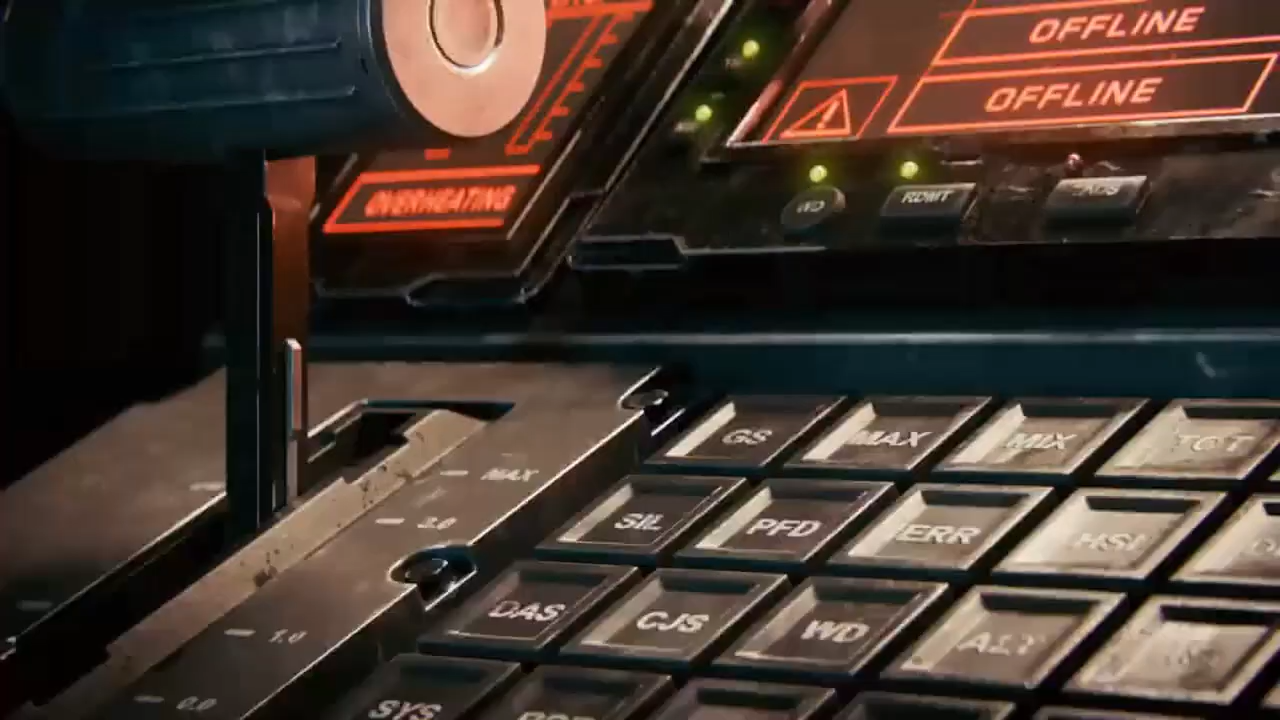 OFFLINE
OFFLINE
OVERHEATING
WD
RDMT
GS
MAX
MIX
MAX
SIL
PFD
ERR
HSI
2.0
DAS
CJS
WD
ALT
1.0
0.0
SYS